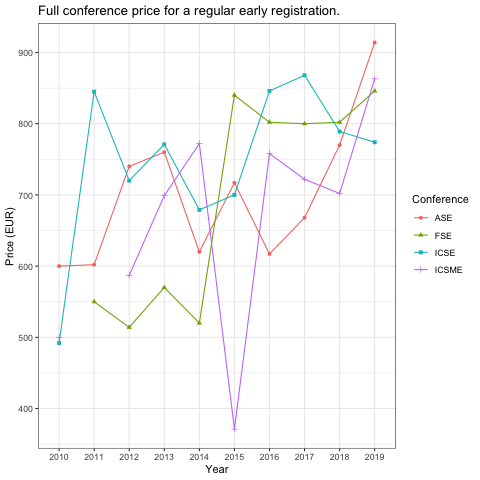 Full conference price for a regular early registration.
900
800
700
600
500
400
Price (EUR)
2010 2011 2012 2013 2014 2015 2016 2017 2018 2019
Year
Conference
ASE
FSE
ICSE
ICSME